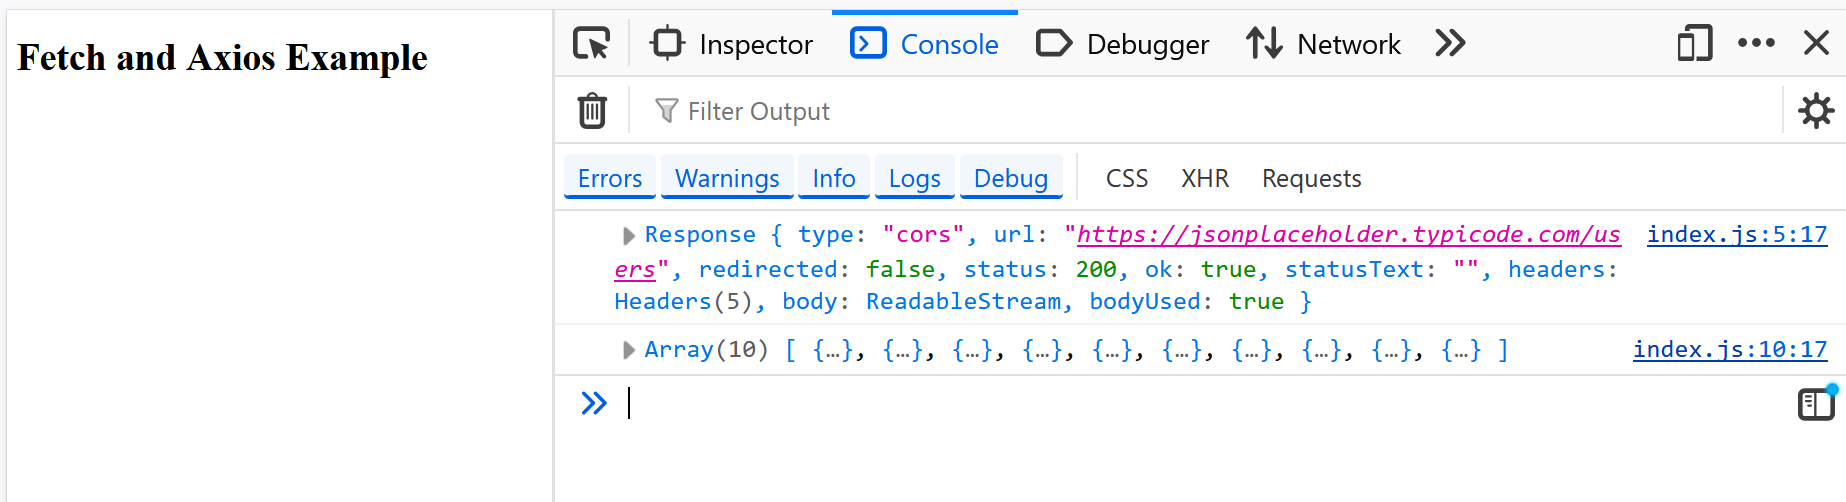 Fetch and Axios Example
Inspector Console Debugger Network
Filter Output
Errors Warnings Info Logs Debug CSS XHR Requests
Response { type: "cors", url: "https://jsonplaceholder.typicode.com/us index.js:5:17
ers", redirected: false, status: 200, ok: true, statusText: "", headers:
Headers(5), body: ReadableStream, bodyUsed: true }
Array(10) [ {…}, {…}, {…}, {…}, {…}, {…}, {…}, {…}, {…}, {…} ] index.js:10:17